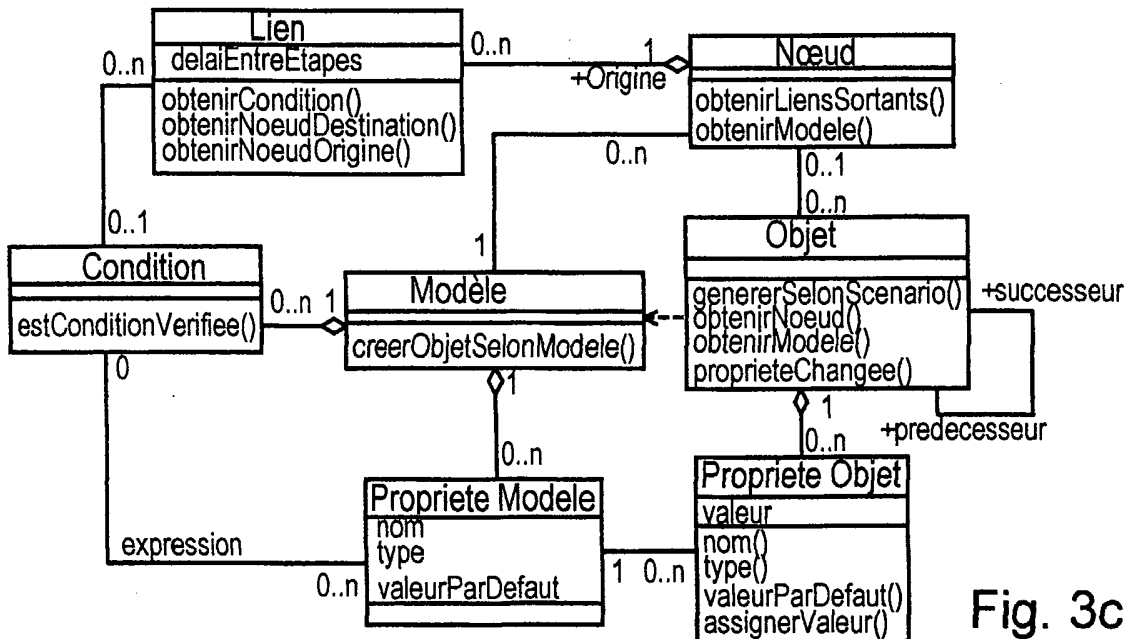 Lien
delaiEntreEtapes
obtenirCondition()
obtenirNoeudDestination()
obtenirNoeudOrigine()
0..n
0..n
1
+Origine
Nœud
obtenirLiensSortants()
obtenirModele()
0..n
0..1
0..n
0..1
1
Condition
estConditionVerifiee()
0
0..n
1
Modèle
creerObjetSelonModele()
1
0..n
Objet
genererSelonScenario()
obtenirNoeud()
obtenirModele()
proprieteChangee()
+successeur
+predecesseur
1
0..n
expression
0..n
Propriete Modele
nom
type
valeurParDefaut
1
0..n
Propriete Objet
valeur
nom()
type()
valeurParDefaut()
assignerValeur()
Fig. 3c